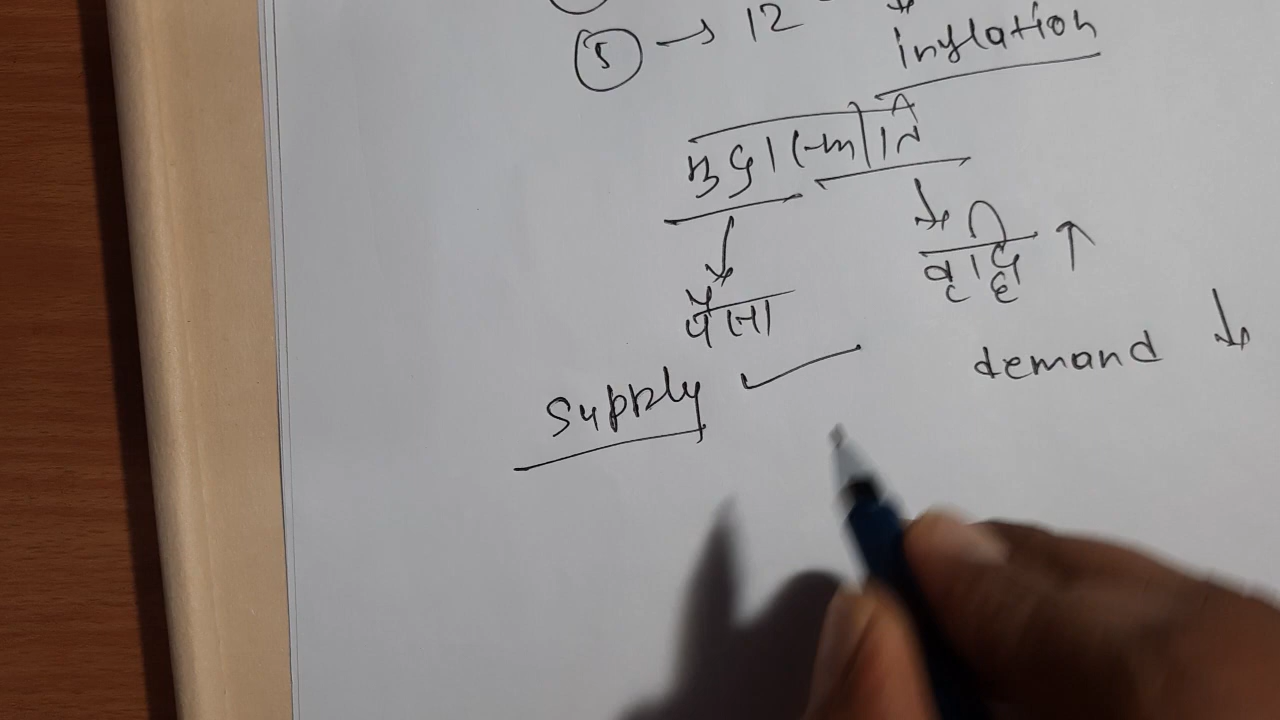 5 → 12
inflation
मुद्रास्फीति
↓ ↓
पैसा वृद्धि ↑
supply ✓ demand ↓